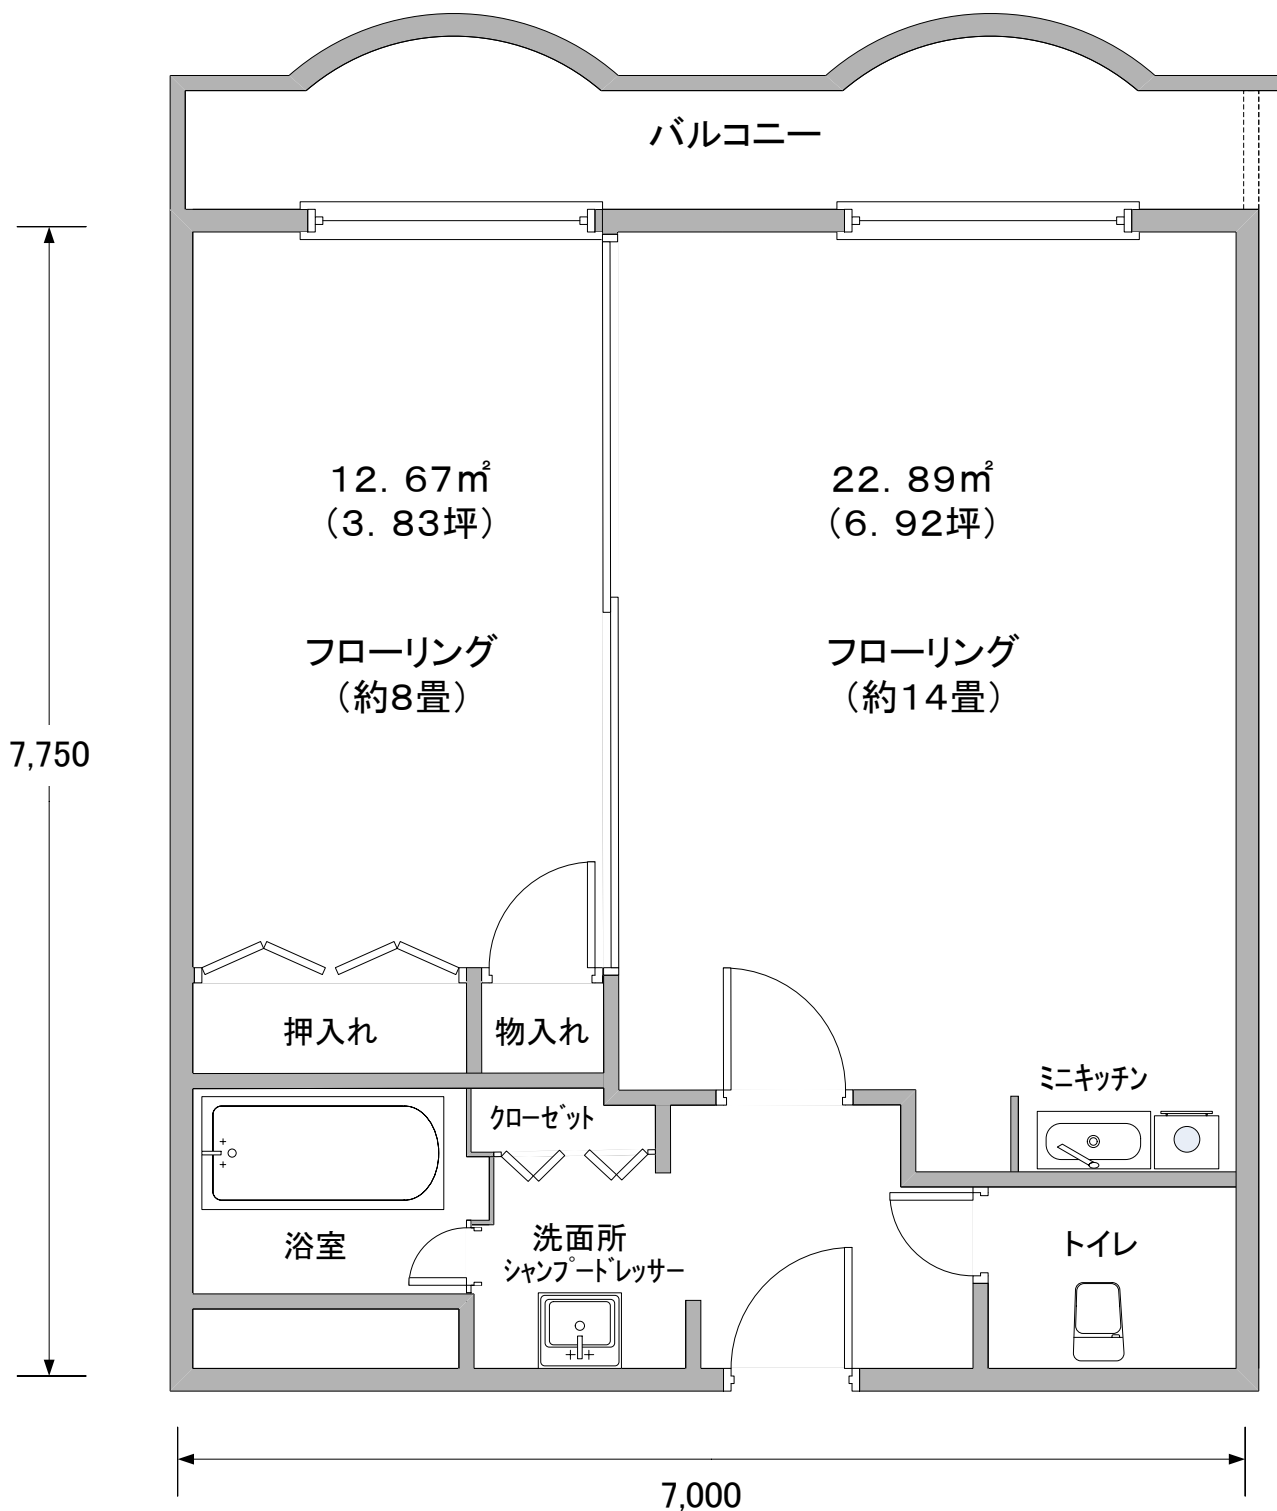 バルコニー
12.67㎡
(3.83坪)
22.89㎡
(6.92坪)
フローリング
(約8畳)
フローリング
(約14畳)
7,750
押入れ
物入れ
ミニキッチン
クローゼット
浴室
洗面所
シャンプードレッサー
トイレ
7,000